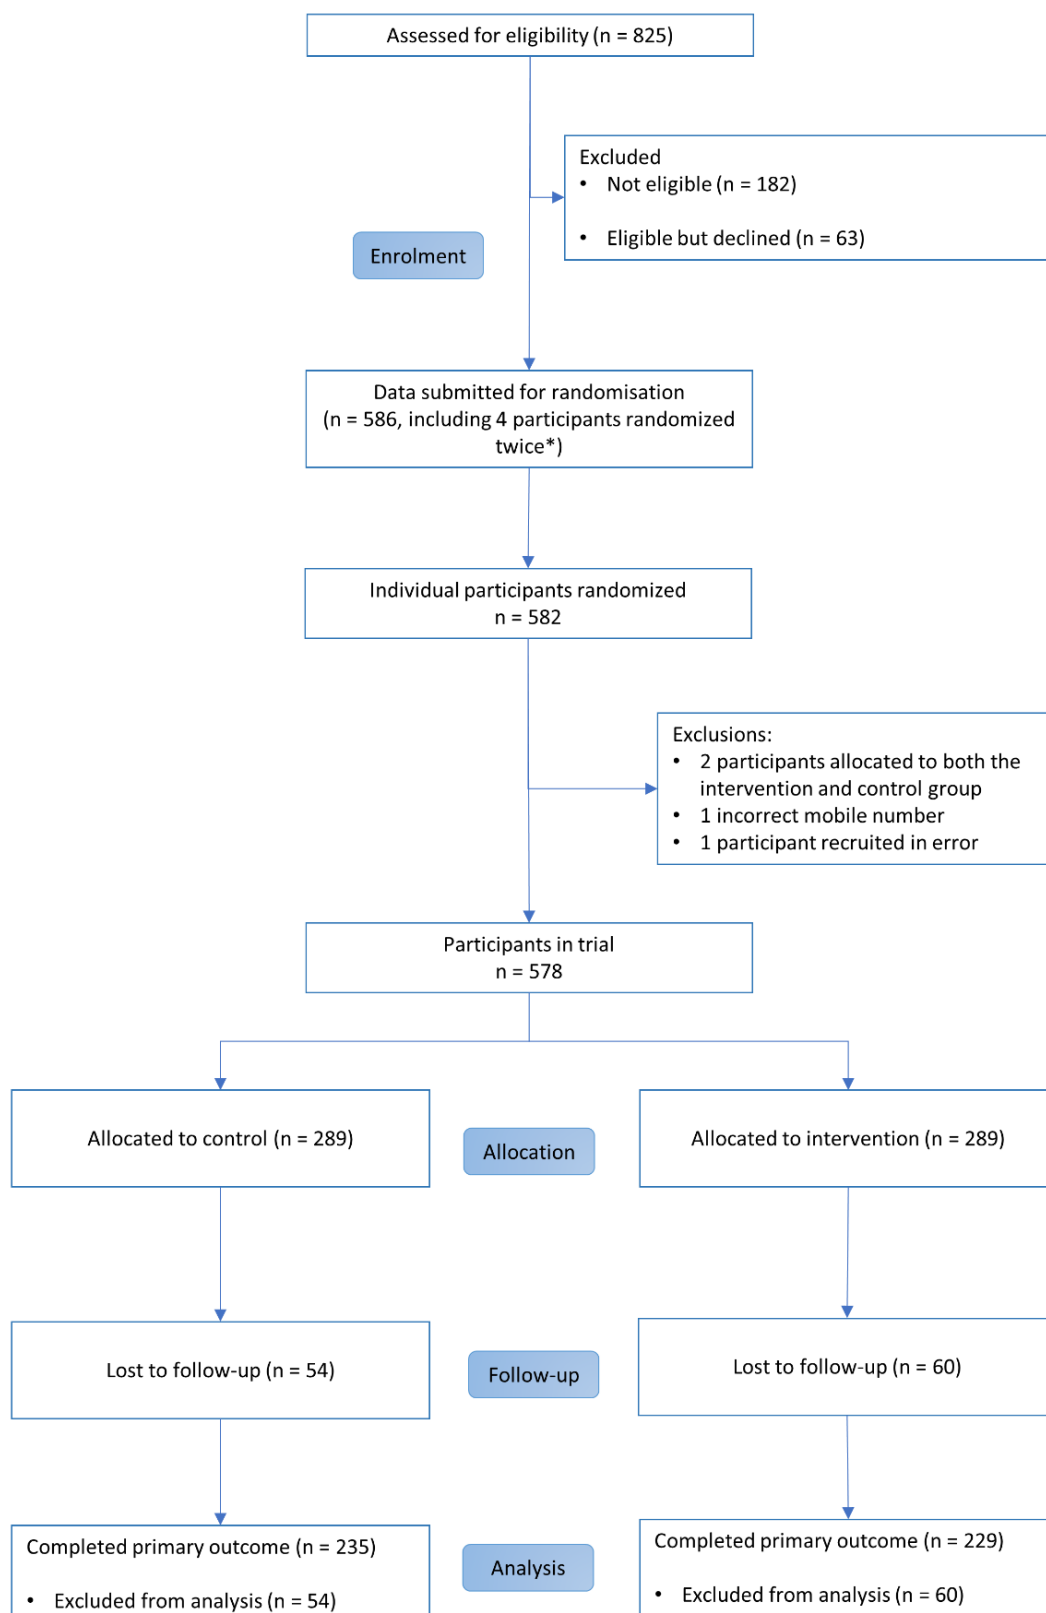 Assessed for eligibility (n = 825)
Excluded
• Not eligible (n = 182)
• Eligible but declined (n = 63)
Enrolment
Data submitted for randomisation
(n = 586, including 4 participants randomized
twice*)
Individual participants randomized
n = 582
Exclusions:
• 2 participants allocated to both the
intervention and control group
• 1 incorrect mobile number
• 1 participant recruited in error
Participants in trial
n = 578
Allocated to control (n = 289)
Allocation
Allocated to intervention (n = 289)
Lost to follow-up (n = 54)
Follow-up
Lost to follow-up (n = 60)
Completed primary outcome (n = 235)
• Excluded from analysis (n = 54)
Analysis
Completed primary outcome (n = 229)
• Excluded from analysis (n = 60)